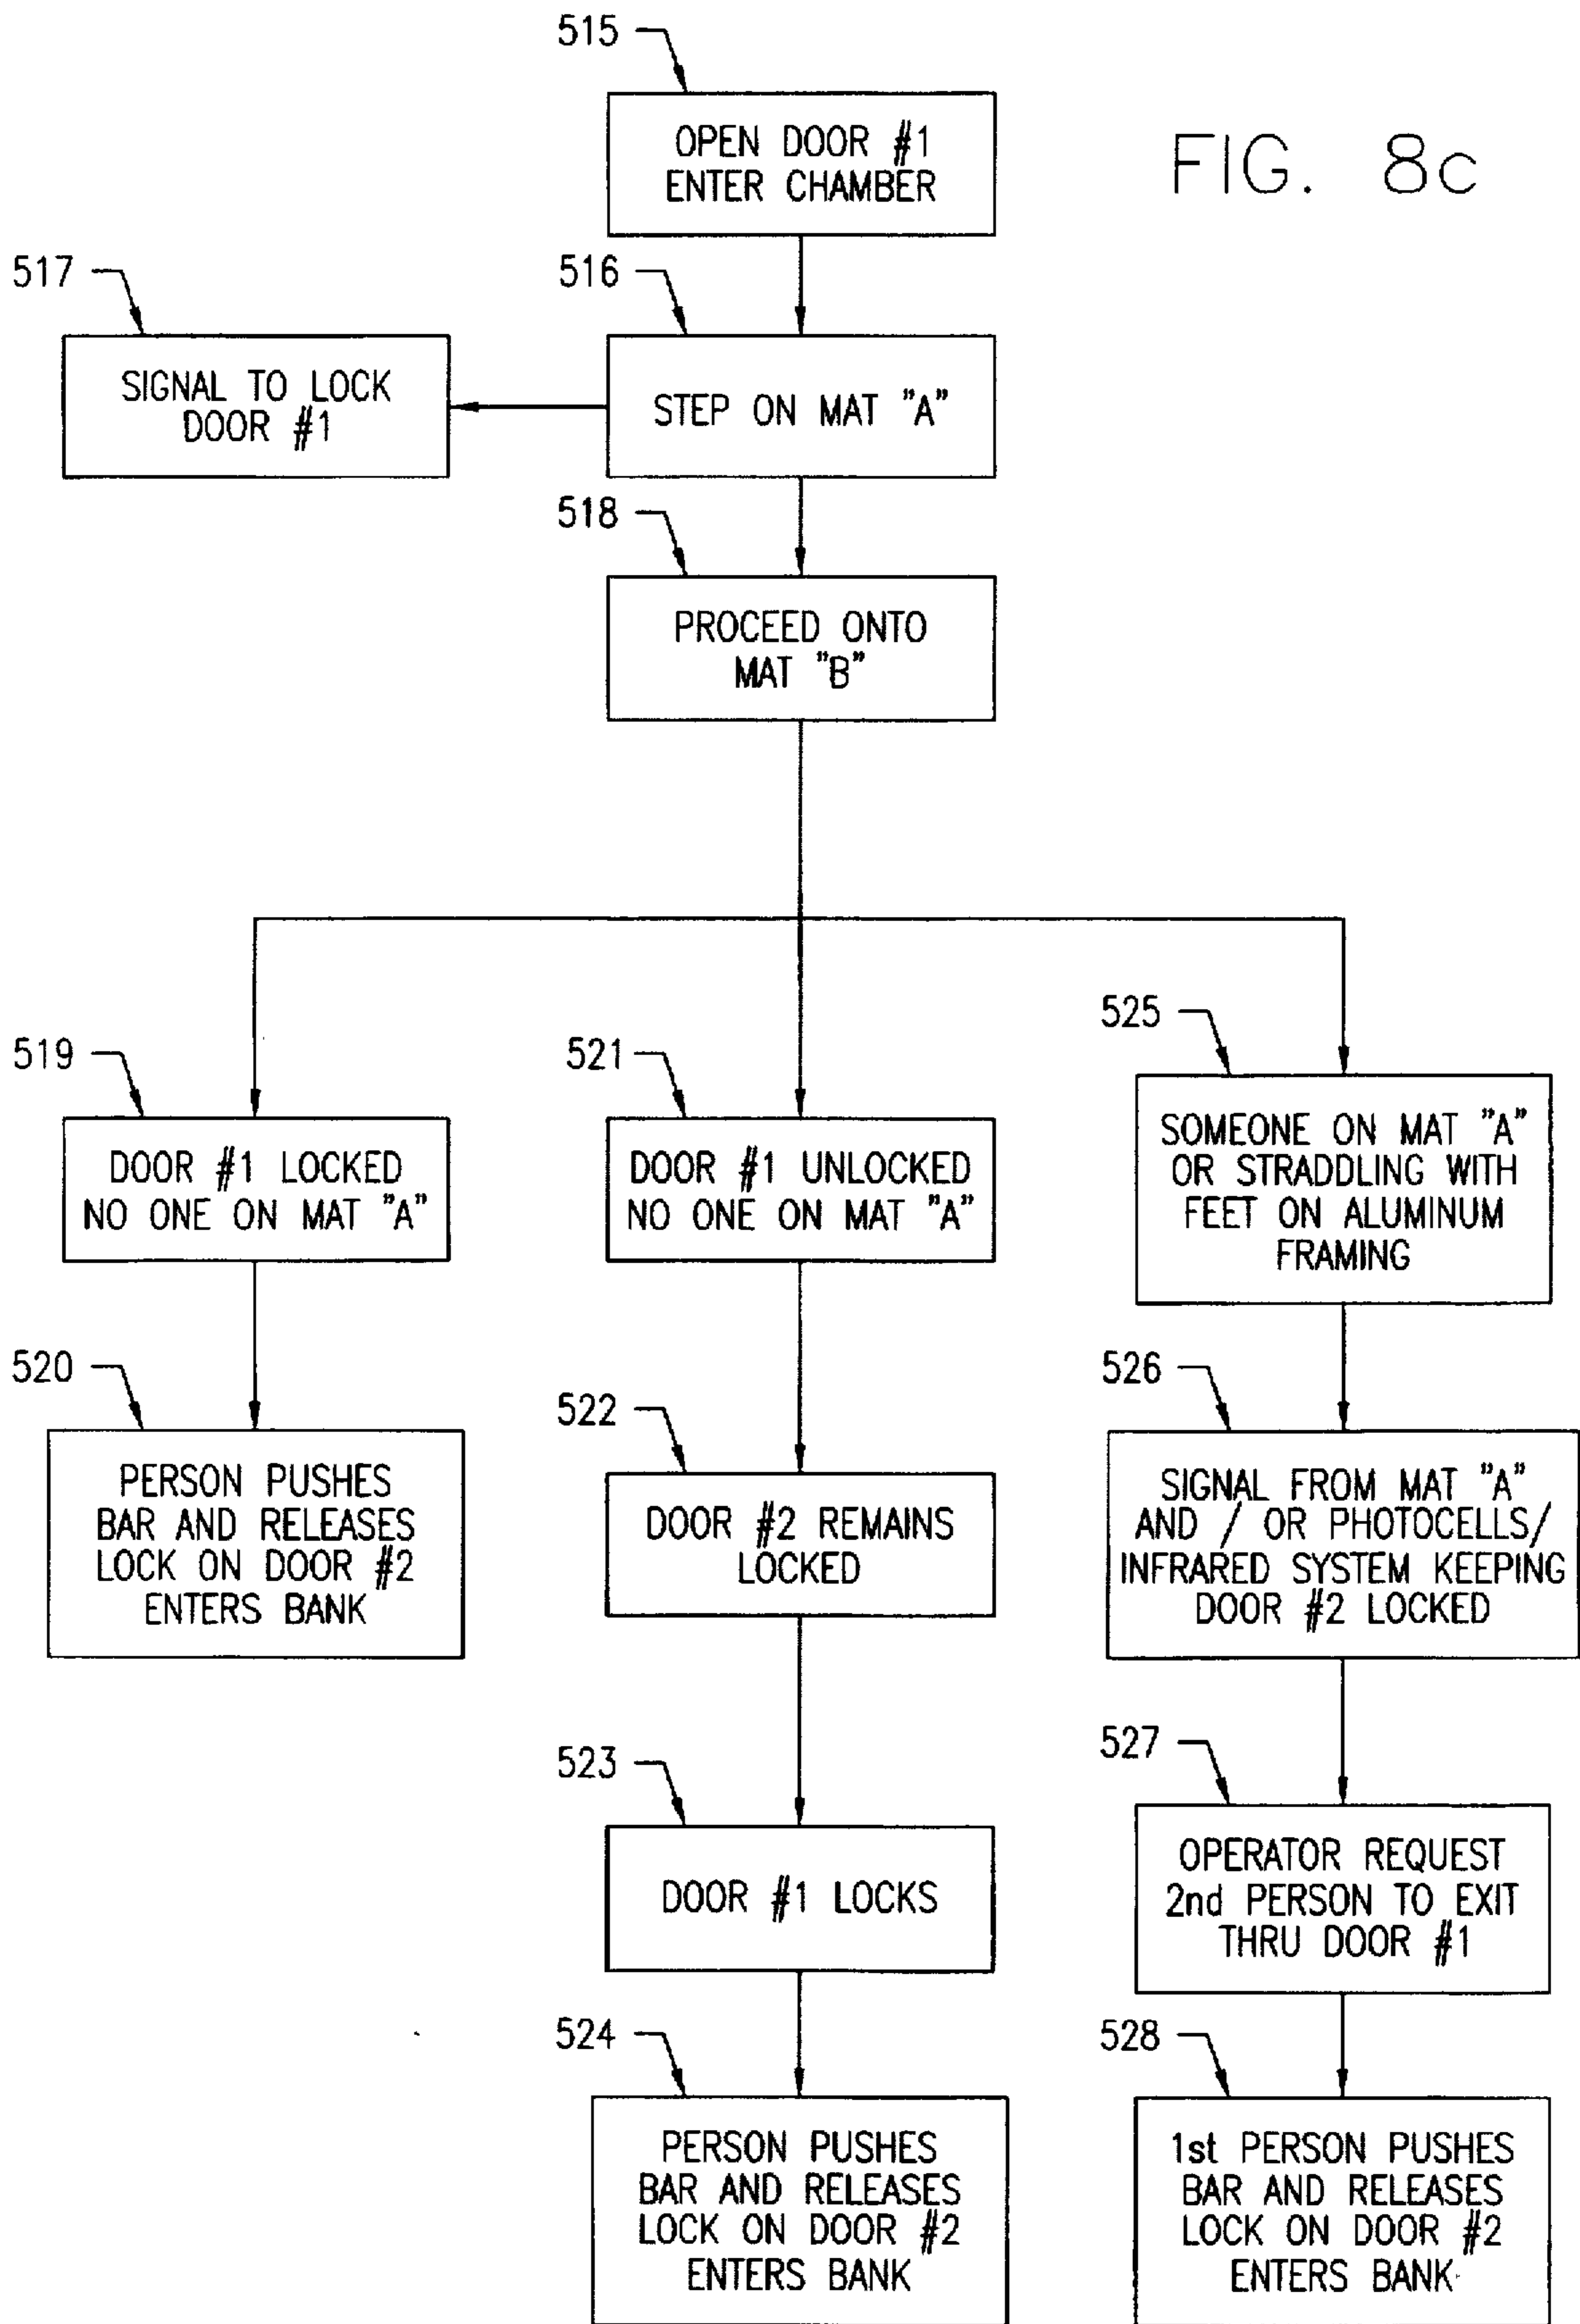 515
OPEN DOOR #1
ENTER CHAMBER
FIG. 8c
517
SIGNAL TO LOCK
DOOR #1
516
STEP ON MAT "A"
518
PROCEED ONTO
MAT "B"
519
DOOR #1 LOCKED
NO ONE ON MAT "A"
520
PERSON PUSHES
BAR AND RELEASES
LOCK ON DOOR #2
ENTERS BANK
521
DOOR #1 UNLOCKED
NO ONE ON MAT "A"
522
DOOR #2 REMAINS
LOCKED
523
DOOR #1 LOCKS
524
PERSON PUSHES
BAR AND RELEASES
LOCK ON DOOR #2
ENTERS BANK
525
SOMEONE ON MAT "A"
OR STRADDLING WITH
FEET ON ALUMINUM
FRAMING
526
SIGNAL FROM MAT "A"
AND / OR PHOTOCELLS/
INFRARED SYSTEM KEEPING
DOOR #2 LOCKED
527
OPERATOR REQUEST
2nd PERSON TO EXIT
THRU DOOR #1
528
1st PERSON PUSHES
BAR AND RELEASES
LOCK ON DOOR #2
ENTERS BANK